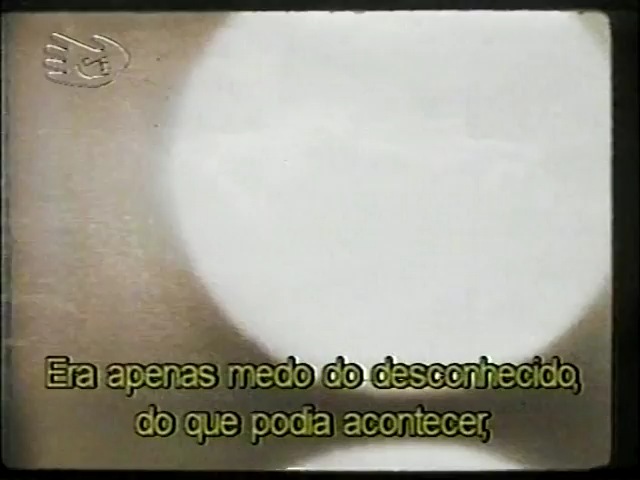 Era apenas medo do desconhecido,
do que podia acontecer,